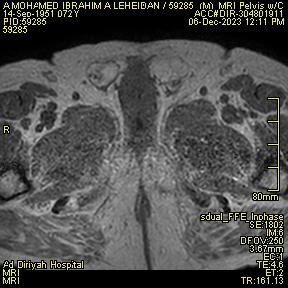 A MOHAMED IBRAHIM A LEHEIDAN / 59285 (M) MRI Pelvis w/C
14-Sep-1951 072Y ACC#DIR-304801911
PID:59285 06-Dec-2023 12:11 PM
59285
R
80mm
sdual_FFE_Inphase
SE:1802
IM:6
DFOV:250
3.67mm
Ad Diriyah Hospital EC:1
MRI TE:4.6
MRI ET:2
TR:161.13